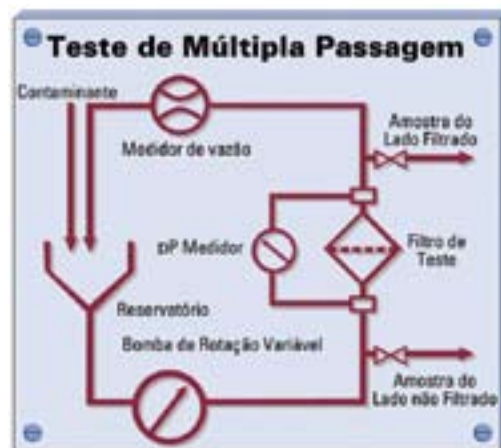 Teste de Múltipla Passagem
Contaminante
Medidor de vazão
Amostra do
Lado Filtrado
DP Medidor
Filtro de
Teste
Reservatório
Bomba de Rotação Variável
Amostra do
Lado não Filtrado